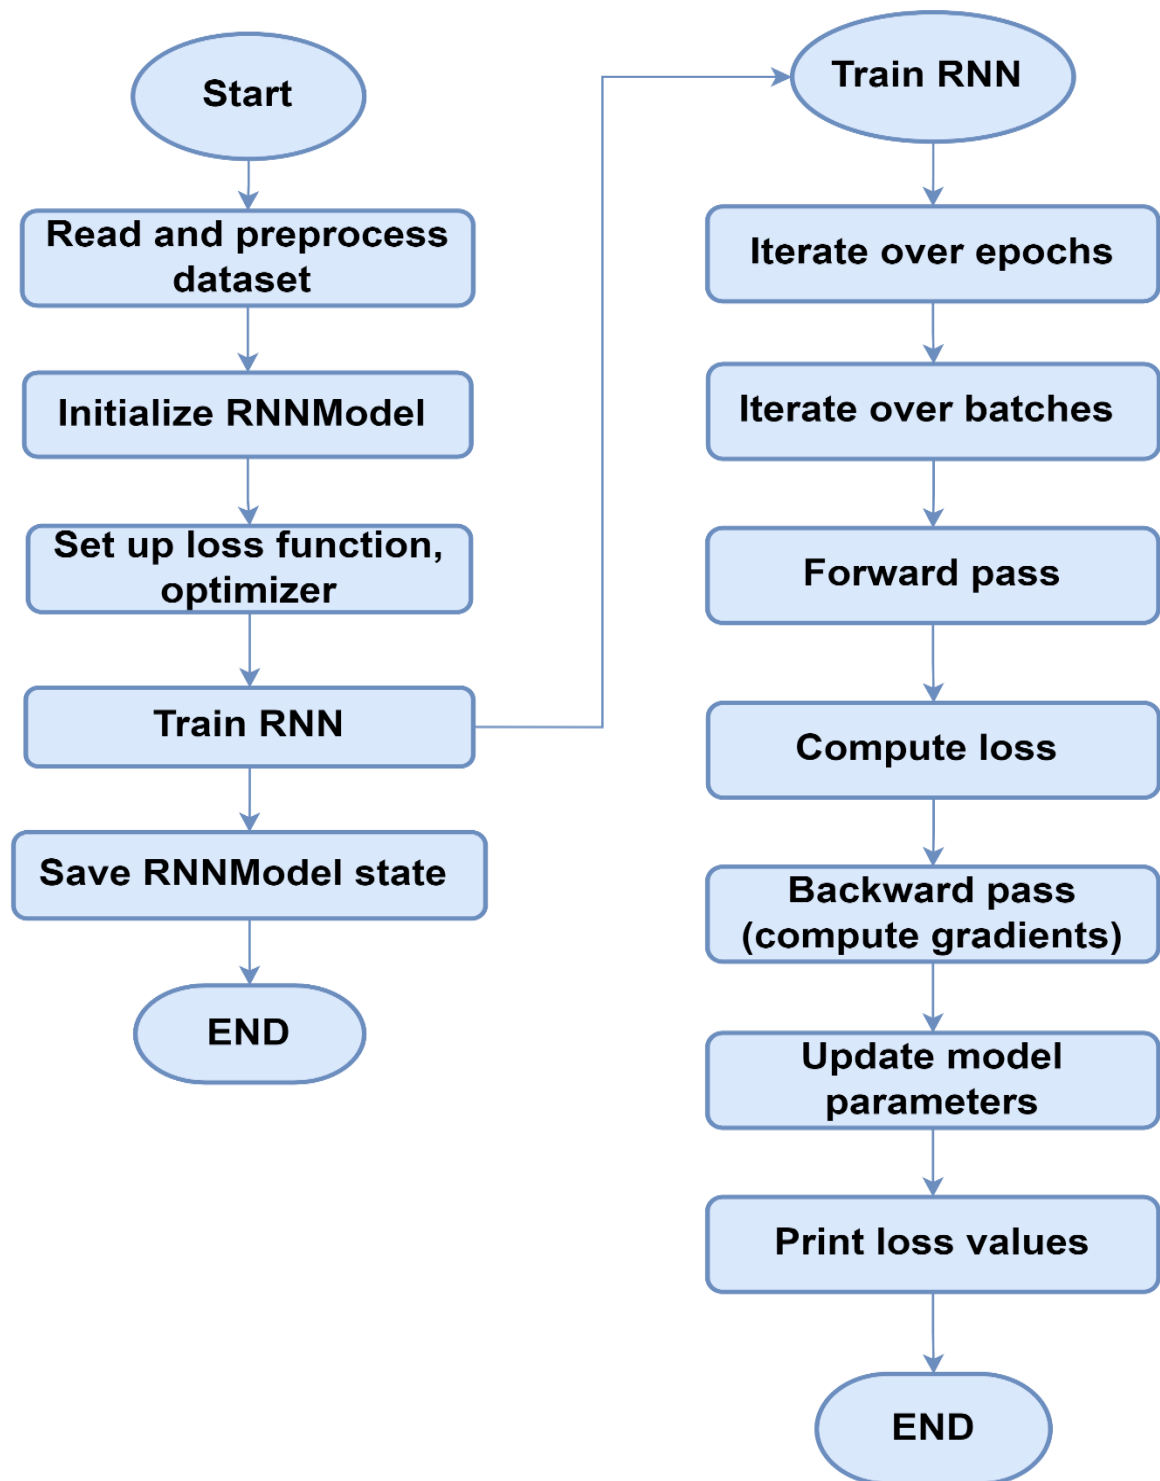 Start
Read and preprocess
dataset
Initialize RNNModel
Set up loss function,
optimizer
Train RNN
Save RNNModel state
END
Train RNN
Iterate over epochs
Iterate over batches
Forward pass
Compute loss
Backward pass
(compute gradients)
Update model
parameters
Print loss values
END